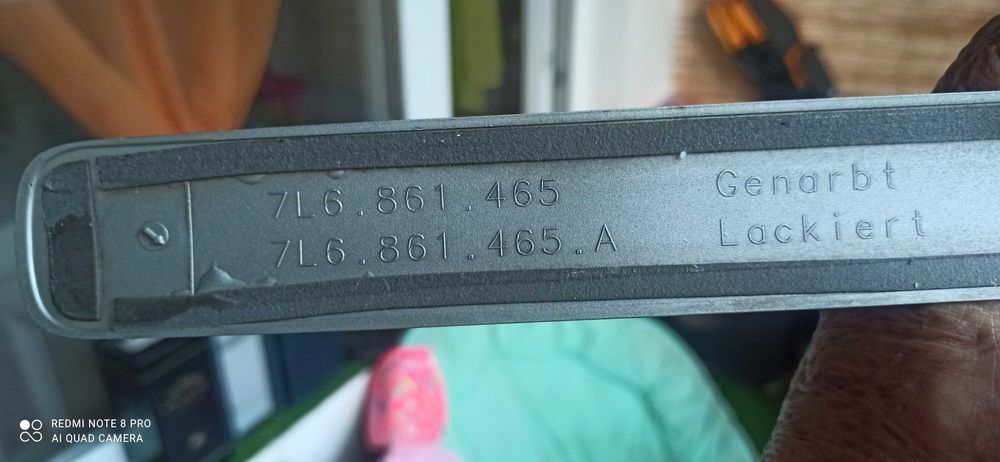 7L6.861.465 Genarbt
7L6.861.465.A Lackiert
REDMI NOTE 8 PRO
AI QUAD CAMERA